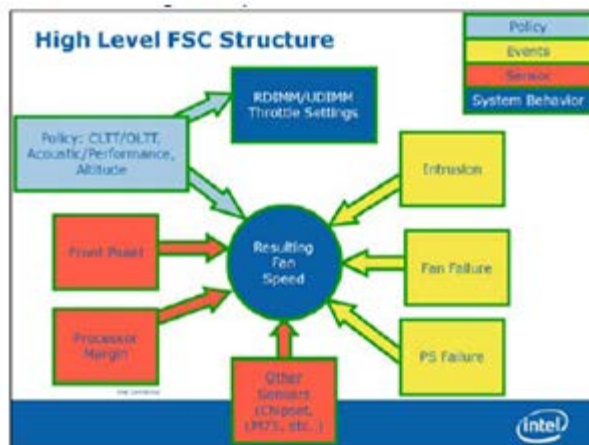 High Level FSC Structure
Policy
Events
Sensor
System Behavior
RDIMM/UDIMM
Throttle Settings
Policy: CLTT/OLTT,
Acoustic/Performance,
Altitude
Intrusion
Front Panel
Resulting
Fan
Speed
Fan Failure
Processor
Margin
PS Failure
Other
Sensors
(Chipset,
LM75, etc..)
intel